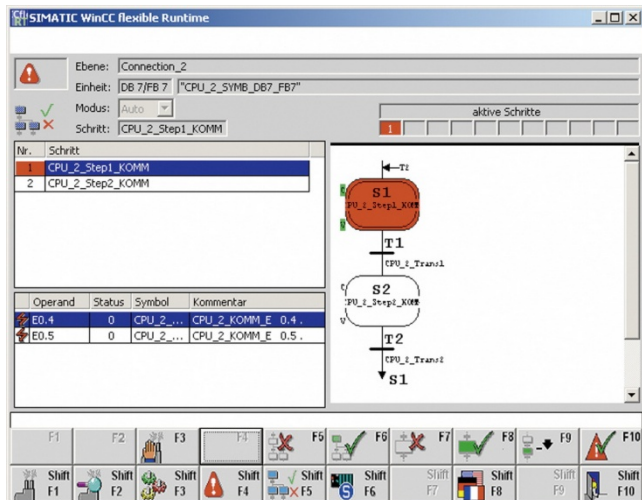 SIMATIC WinCC flexible Runtime
Ebene: Connection_2
Einheit: DB 7/FB 7 "CPU_2_SYMB_DB7_FB7"
Modus: Auto
Schritt: CPU_2_Step1_KOMM
aktive Schritte
1
Nr. Schritt
1 CPU_2_Step1_KOMM
2 CPU_2_Step2_KOMM
T2
S1
C
PU_2_Step1_KOMM
V
T1
CPU_2_Trans1
S2
C
PU_2_Step2_KOMM
V
T2
CPU_2_Trans2
S1
Operand Status Symbol Kommentar
E0.4 0 CPU_2_... CPU_2_KOMM_E 0.4 .
E0.5 0 CPU_2_... CPU_2_KOMM_E 0.5 .
F1 F2 F3 F4 F5 F6 F7 F8 F9 F10
Shift F1 Shift F2 Shift F3 Shift F4 Shift F5 Shift F6 Shift F7 Shift F8 Shift F9 Shift F10